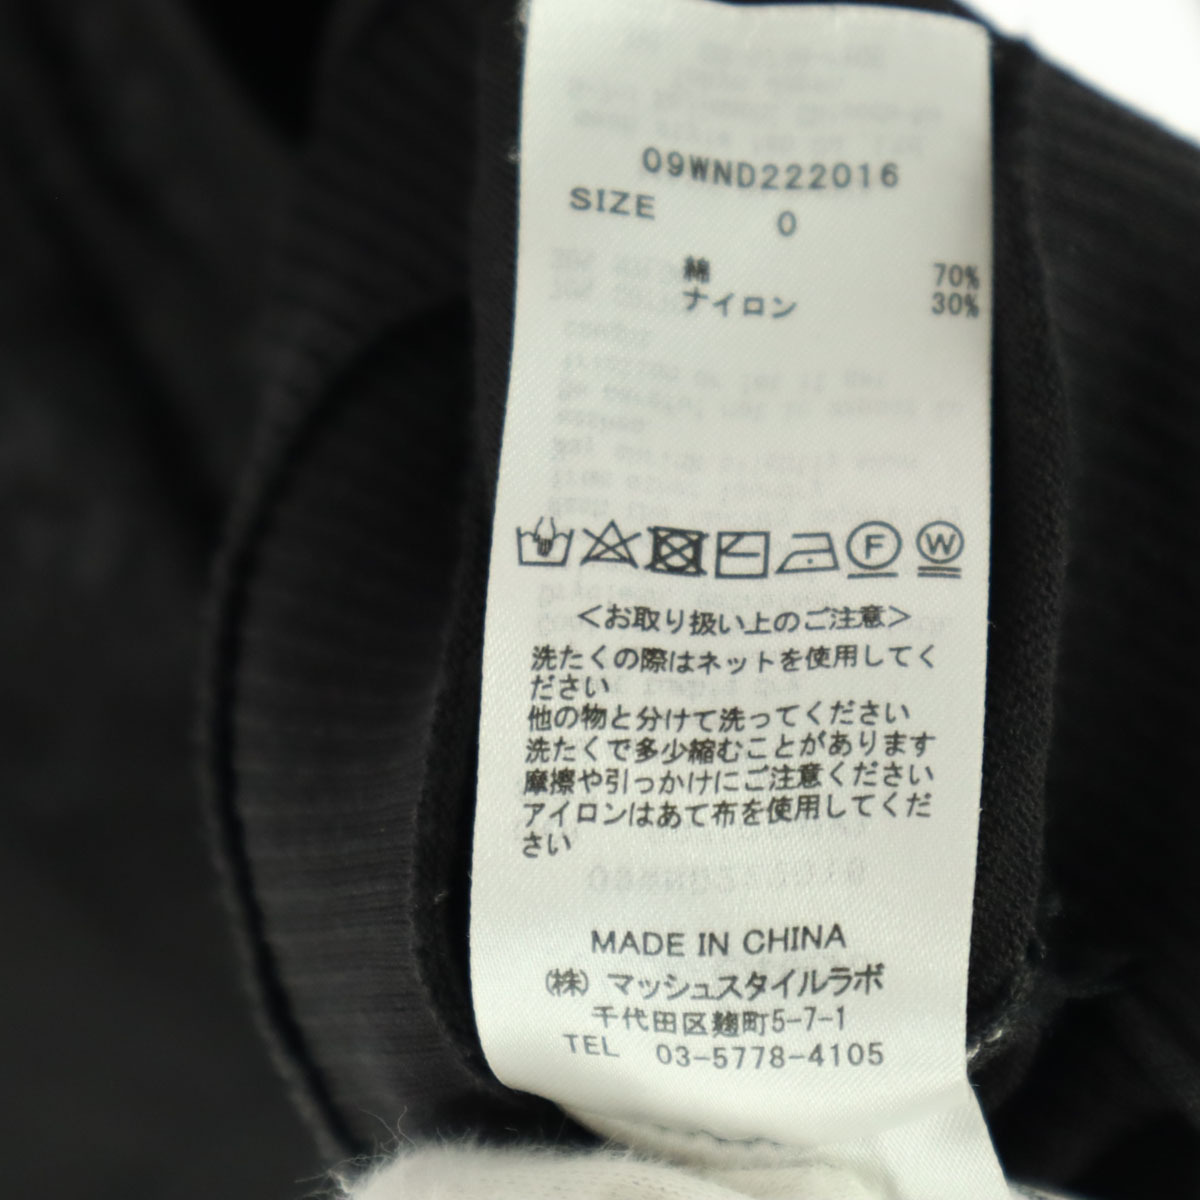 09WND222016
SIZE 0
綿 70%
ナイロン 30%
F W
＜お取り扱い上のご注意＞
洗たくの際はネットを使用してく
ださい
他の物と分けて洗ってください
洗たくで多少縮むことがあります
摩擦や引っかけにご注意ください
アイロンはあて布を使用してくだ
さい
MADE IN CHINA
(株) マッシュスタイルラボ
千代田区麹町5-7-1
TEL 03-5778-4105